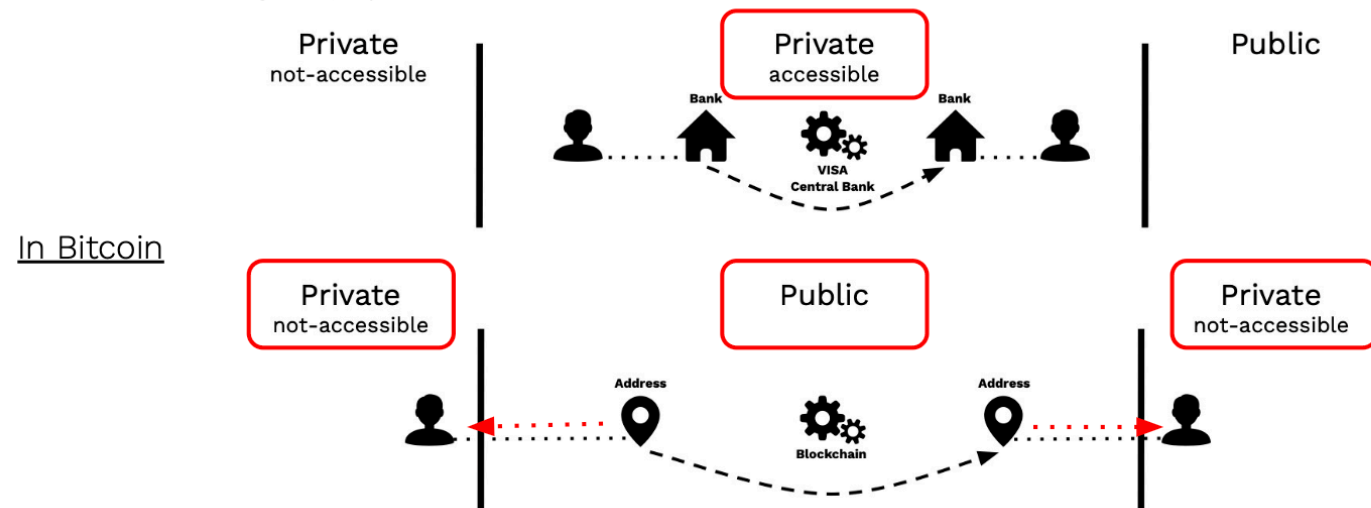 Private
not-accessible
Private
accessible
Public
Bank
Bank
VISA
Central Bank
In Bitcoin
Private
not-accessible
Public
Private
not-accessible
Address
Address
Blockchain